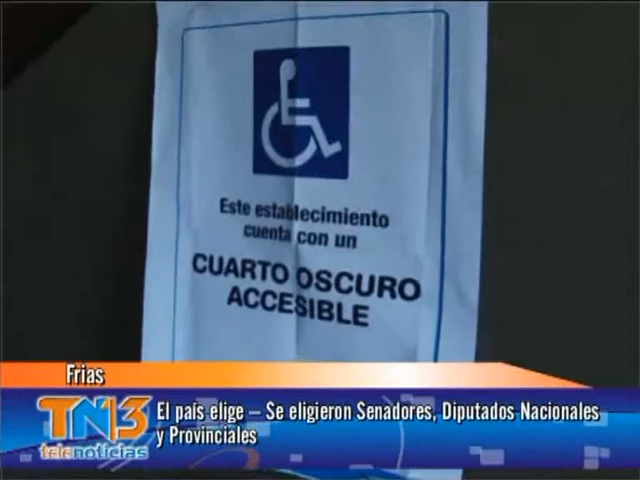 Este establecimiento
cuenta con un
CUARTO OSCURO
ACCESIBLE
Frias
TN13
telenoticias
El país elige – Se eligieron Senadores, Diputados Nacionales
y Provinciales